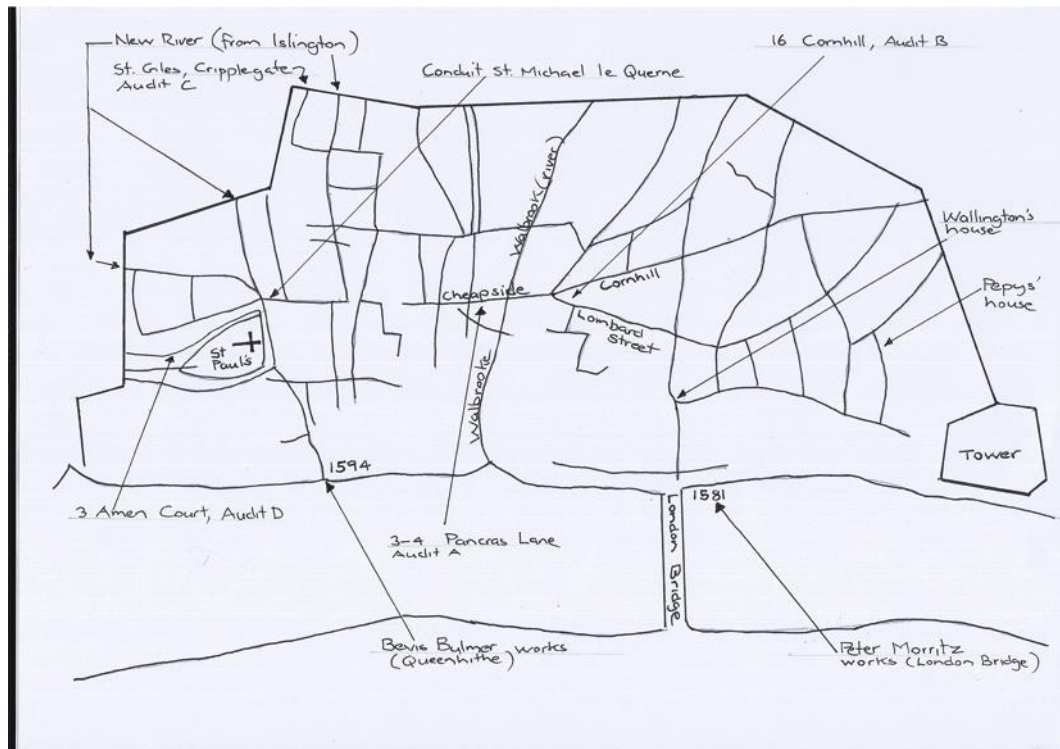 New River (from Islington)
St. Giles, Cripplegate
Audit C
Conduit St. Michael le Querne
16 Cornhill, Audit B
Walbrook (river)
Wallington's
house
Pepys'
house
Cornhill
Cheapside
Lombard
Street
St
Paul's
Walbrooke
Tower
1594
1581
3 Amen Court, Audit D
3-4 Pancras Lane
Audit A
London Bridge
Bevis Bulmer works
(Queenhithe)
Peter Morritz
works (London Bridge)